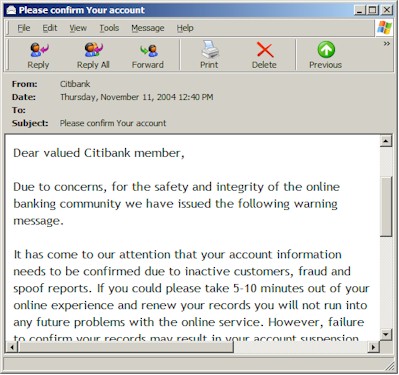 Please confirm Your account
File Edit View Tools Message Help
Reply Reply All Forward Print Delete Previous »
From: Citibank
Date: Thursday, November 11, 2004 12:40 PM
To:
Subject: Please confirm Your account
Dear valued Citibank member,
Due to concerns, for the safety and integrity of the online
banking community we have issued the following warning
message.
It has come to our attention that your account information
needs to be confirmed due to inactive customers, fraud and
spoof reports. If you could please take 5-10 minutes out of your
online experience and renew your records you will not run into
any future problems with the online service. However, failure
to confirm your records may result in your account suspension